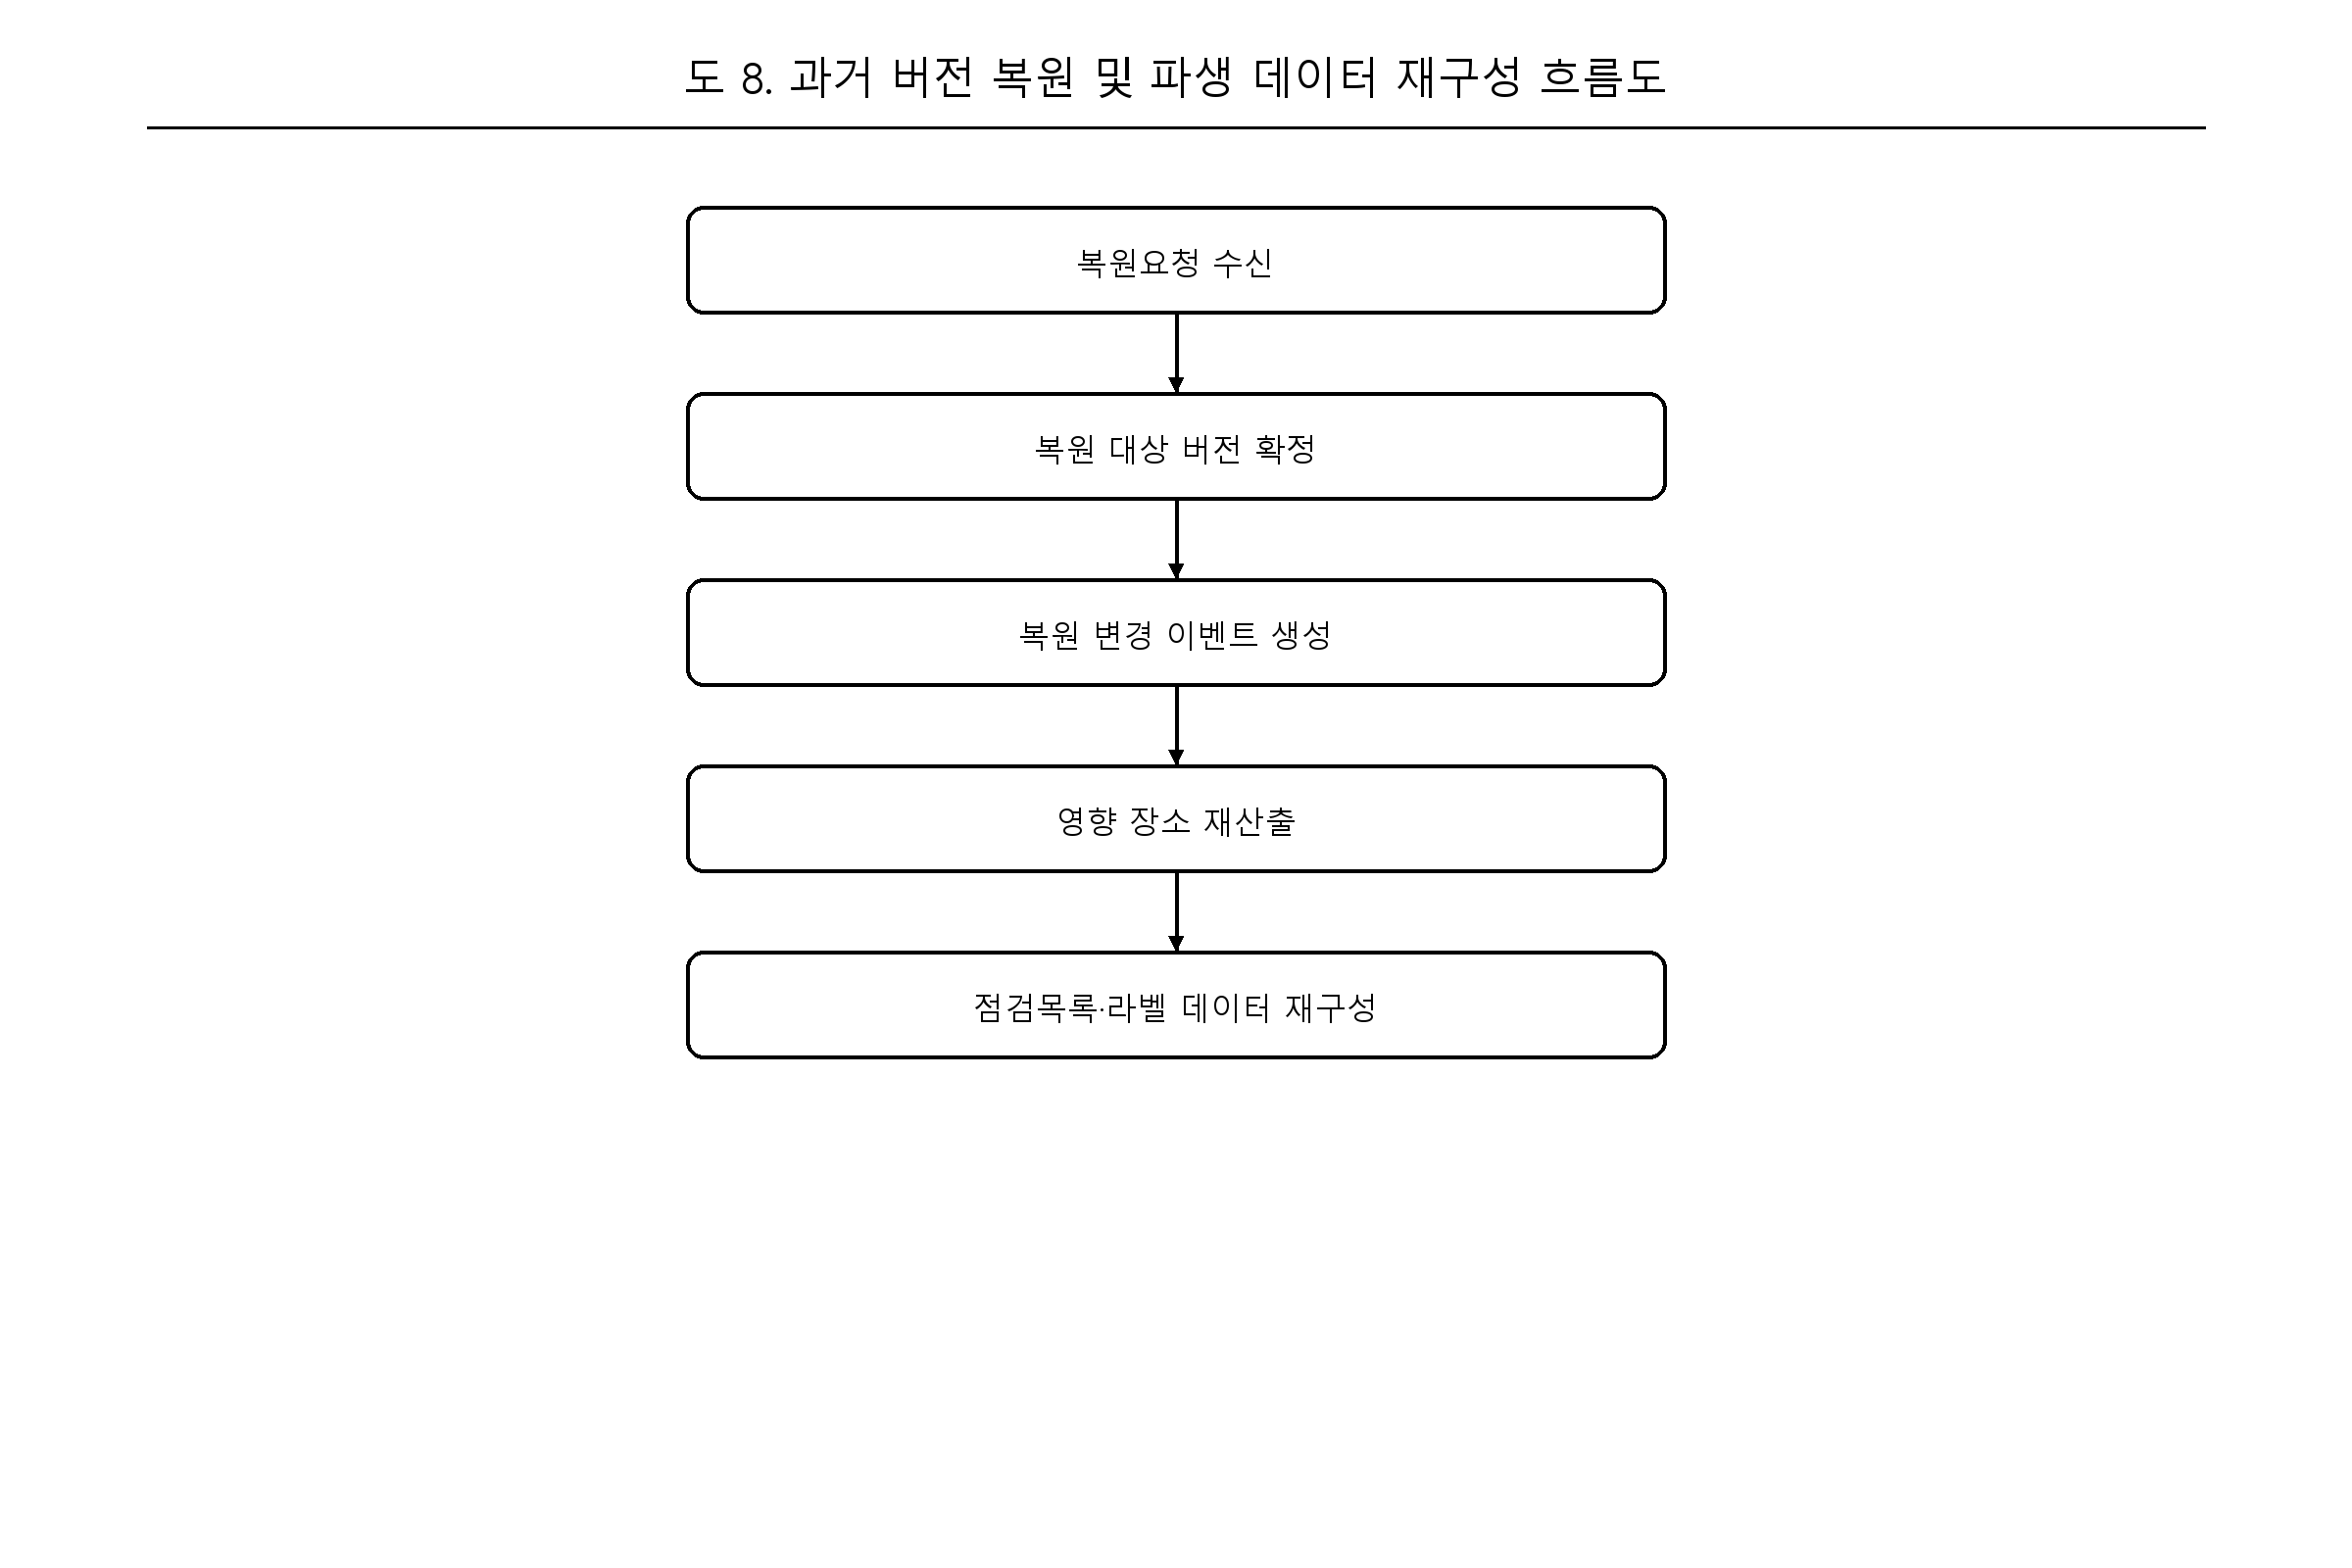 도 8. 과거 버전 복원 및 파생 데이터 재구성 흐름도
복원요청 수신
복원 대상 버전 확정
복원 변경 이벤트 생성
영향 장소 재산출
점검목록·라벨 데이터 재구성